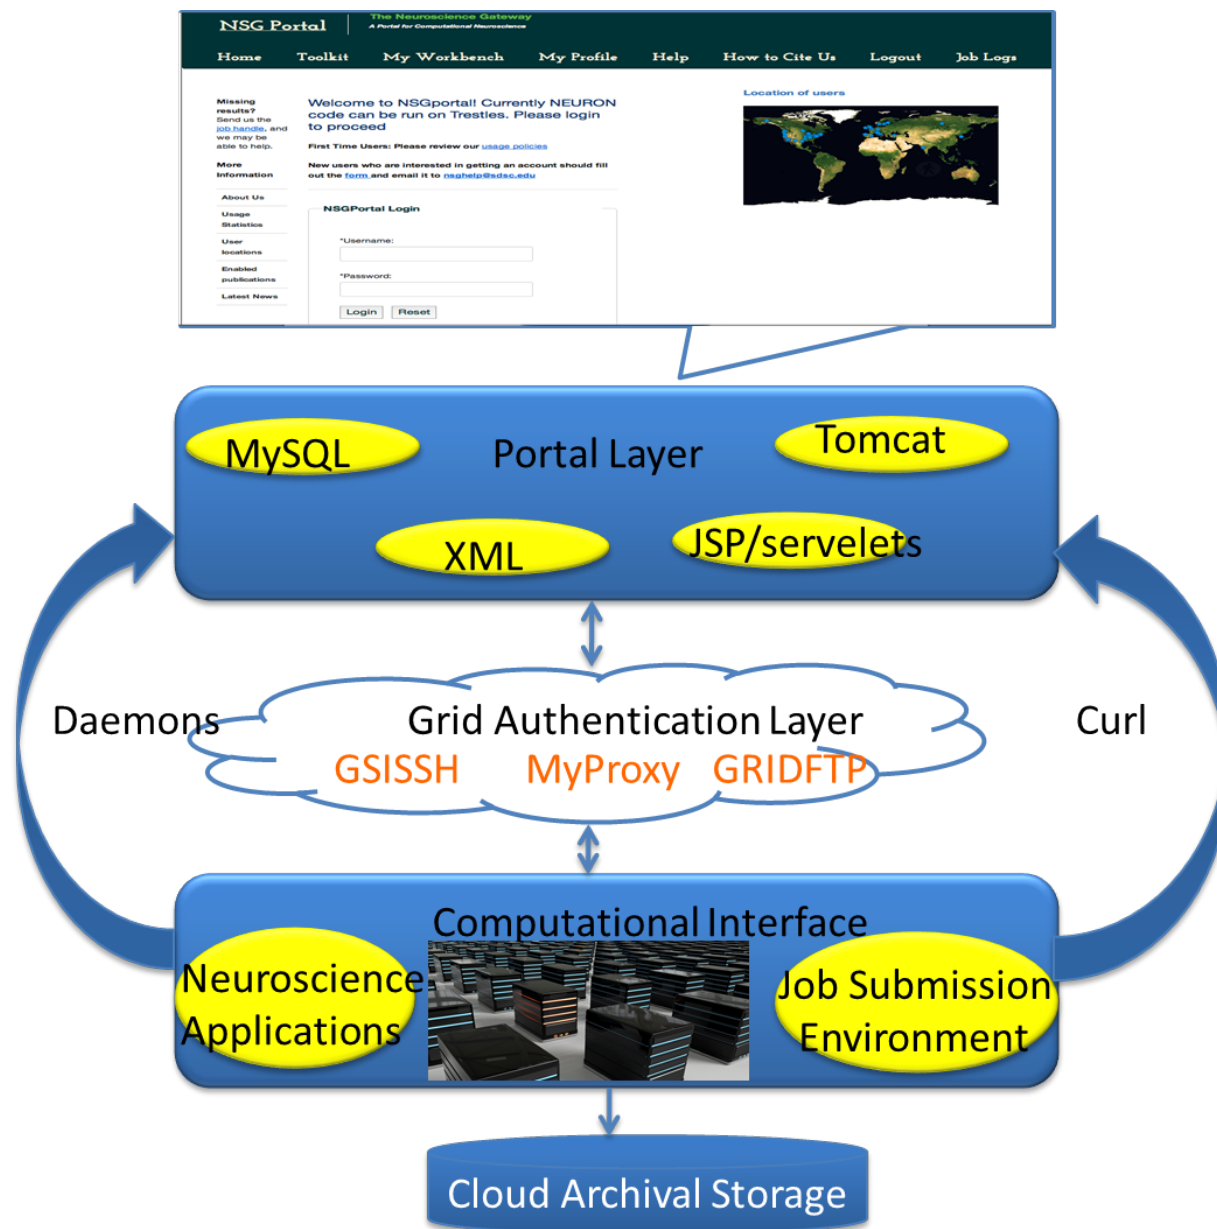 NSG Portal
The Neuroscience Gateway
A Portal for Computational Neuroscience
Home Toolkit My Workbench My Profile Help How to Cite Us Logout Job Logs
Missing
results?
Send us the
job handle, and
we may be
able to help.
More
Information
About Us
Usage
Statistics
User
locations
Enabled
publications
Latest News
Welcome to NSGportal! Currently NEURON
code can be run on Trestles. Please login
to proceed
First Time Users: Please review our usage policies
New users who are interested in getting an account should fill
out the form and email it to nsghelp@sdsc.edu
NSGPortal Login
*Username:
*Password:
Login Reset
Location of users
MySQL
Portal Layer
Tomcat
XML
JSP/servelets
Daemons
Grid Authentication Layer
Curl
GSISSH MyProxy GRIDFTP
Computational Interface
Neuroscience
Applications
Job Submission
Environment
Cloud Archival Storage